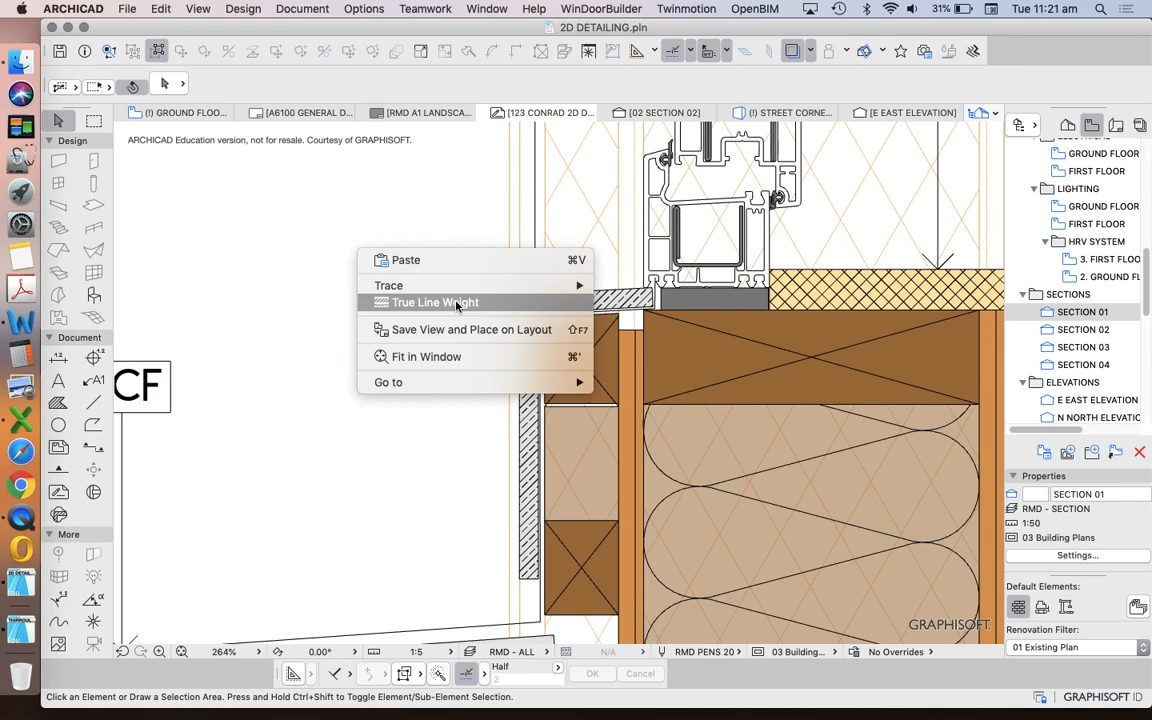 ARCHICAD File Edit View Design Document Options Teamwork Window Help WinDoorBuilder Twinmotion OpenBIM 31% Tue 11:21 am
2D DETAILING.pln
(!) GROUND FLOO... [A6100 GENERAL D... [RMD A1 LANDSCA... [123 CONRAD 2D D... [02 SECTION 02] (!) STREET CORNE... [E EAST ELEVATION]
ARCHICAD Education version, not for resale. Courtesy of GRAPHISOFT.
Design
Document
More
CF
Paste ⌘V
Trace
True Line Weight
Save View and Place on Layout ⇧F7
Fit in Window ⌘'
Go to
GRAPHISOFT.
GROUND FLOOR
FIRST FLOOR
LIGHTING
GROUND FLOOR
FIRST FLOOR
HRV SYSTEM
3. FIRST FLOO
2. GROUND FL
SECTIONS
SECTION 01
SECTION 02
SECTION 03
SECTION 04
ELEVATIONS
E EAST ELEVATION
N NORTH ELEVATIO
Properties
SECTION 01
RMD - SECTION
1:50
03 Building Plans
Settings...
Default Elements:
Renovation Filter:
01 Existing Plan
264% 0.00° 1:5 RMD - ALL N/A RMD PENS 20 03 Building... No Overrides
Half
2
OK Cancel
Click an Element or Draw a Selection Area. Press and Hold Ctrl+Shift to Toggle Element/Sub-Element Selection.
GRAPHISOFT ID